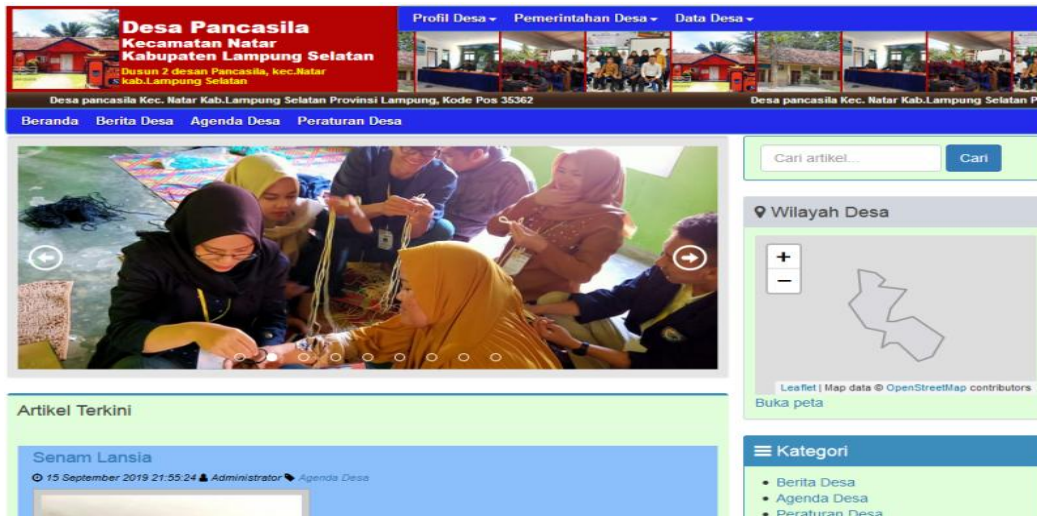 Desa Pancasila
Kecamatan Natar
Kabupaten Lampung Selatan
Dusun 2 desan Pancasila, kec.Natar
kab.Lampung Selatan
Profil Desa
Pemerintahan Desa
Data Desa
Desa pancasila Kec. Natar Kab.Lampung Selatan Provinsi Lampung, Kode Pos 35362
Desa pancasila Kec. Natar Kab.Lampung Selatan P
Beranda Berita Desa Agenda Desa Peraturan Desa
Cari artikel...
Cari
Wilayah Desa
+
−
Leaflet | Map data © OpenStreetMap contributors
Buka peta
Artikel Terkini
Senam Lansia
15 September 2019 21:55:24 Administrator Agenda Desa
Kategori
Berita Desa
Agenda Desa
Peraturan Desa